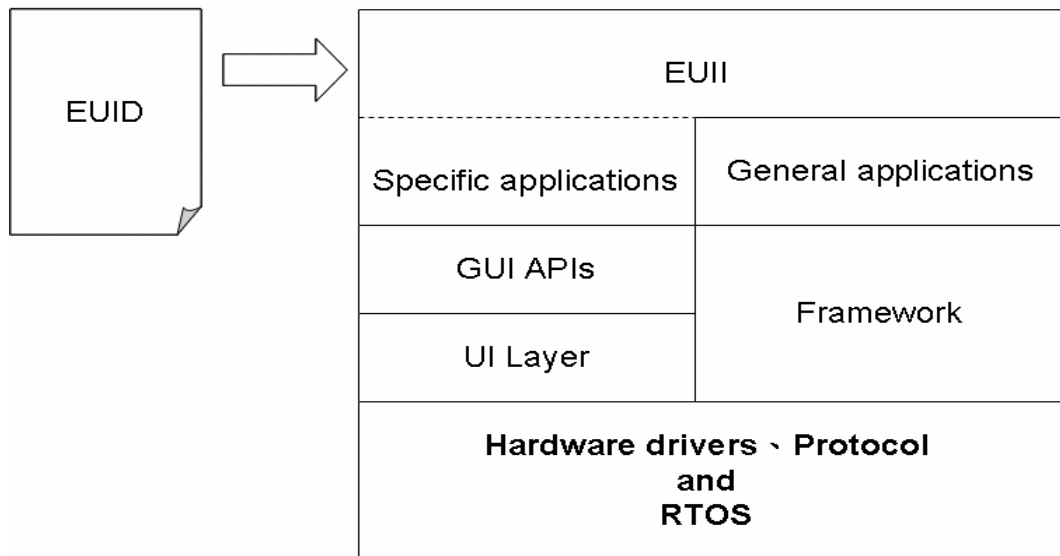 EUID
EUII
Specific applications
General applications
GUI APIs
Framework
UI Layer
Hardware drivers、Protocol
and
RTOS